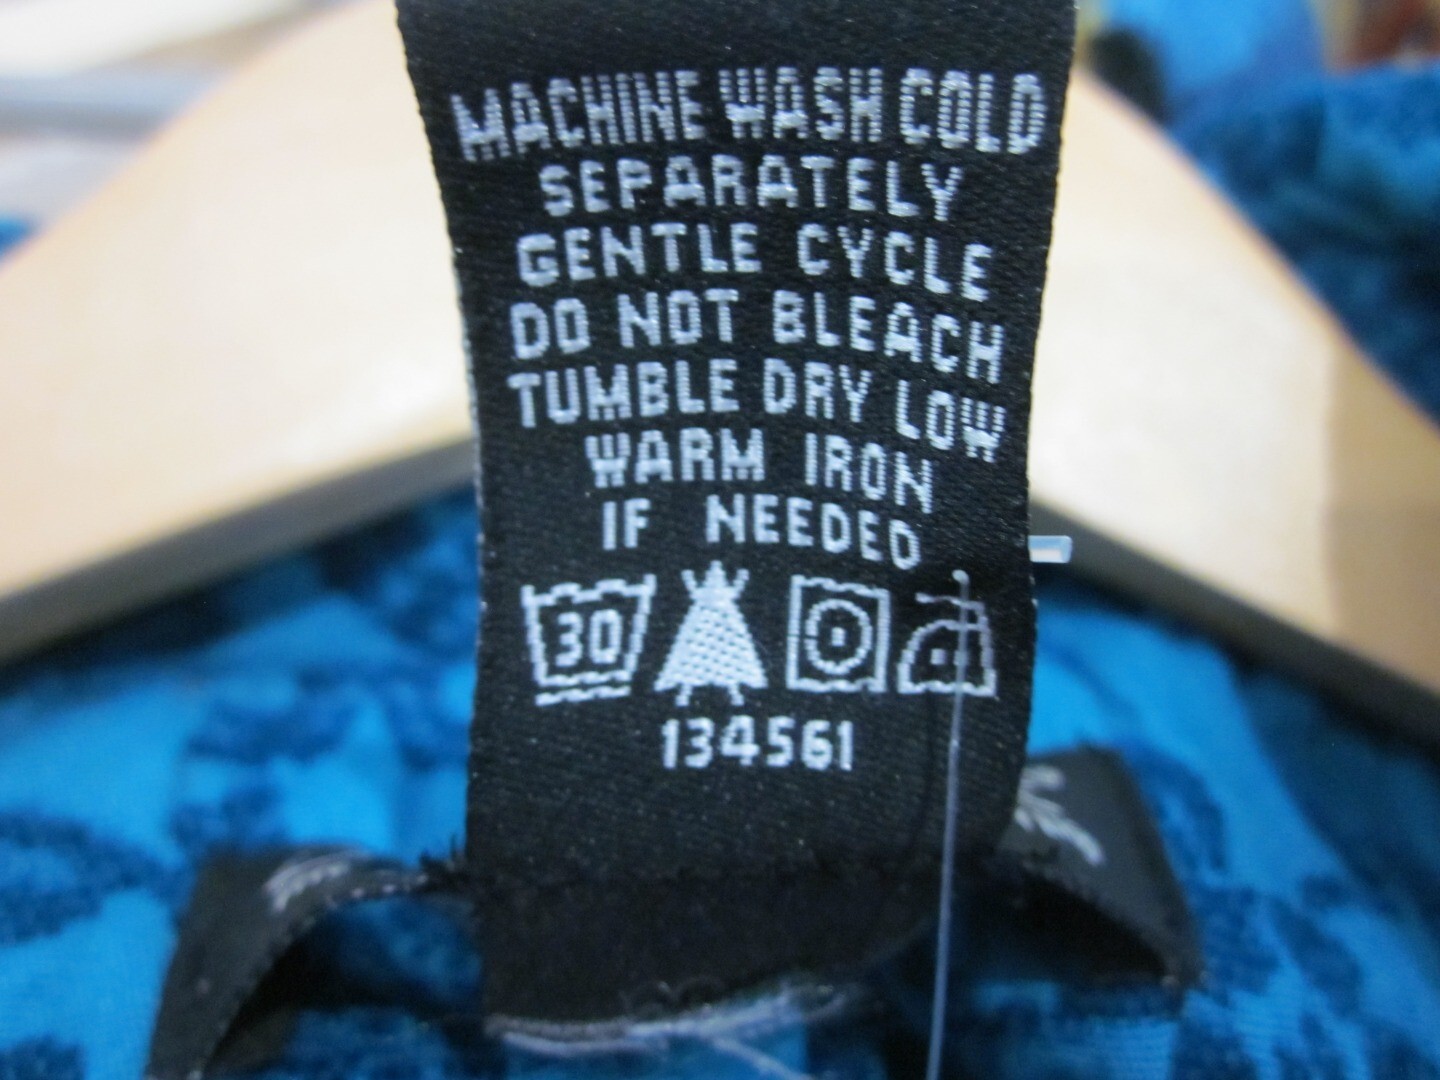 MACHINE WASH COLD
SEPARATELY
GENTLE CYCLE
DO NOT BLEACH
TUMBLE DRY LOW
WARM IRON
IF NEEDED
30
134561